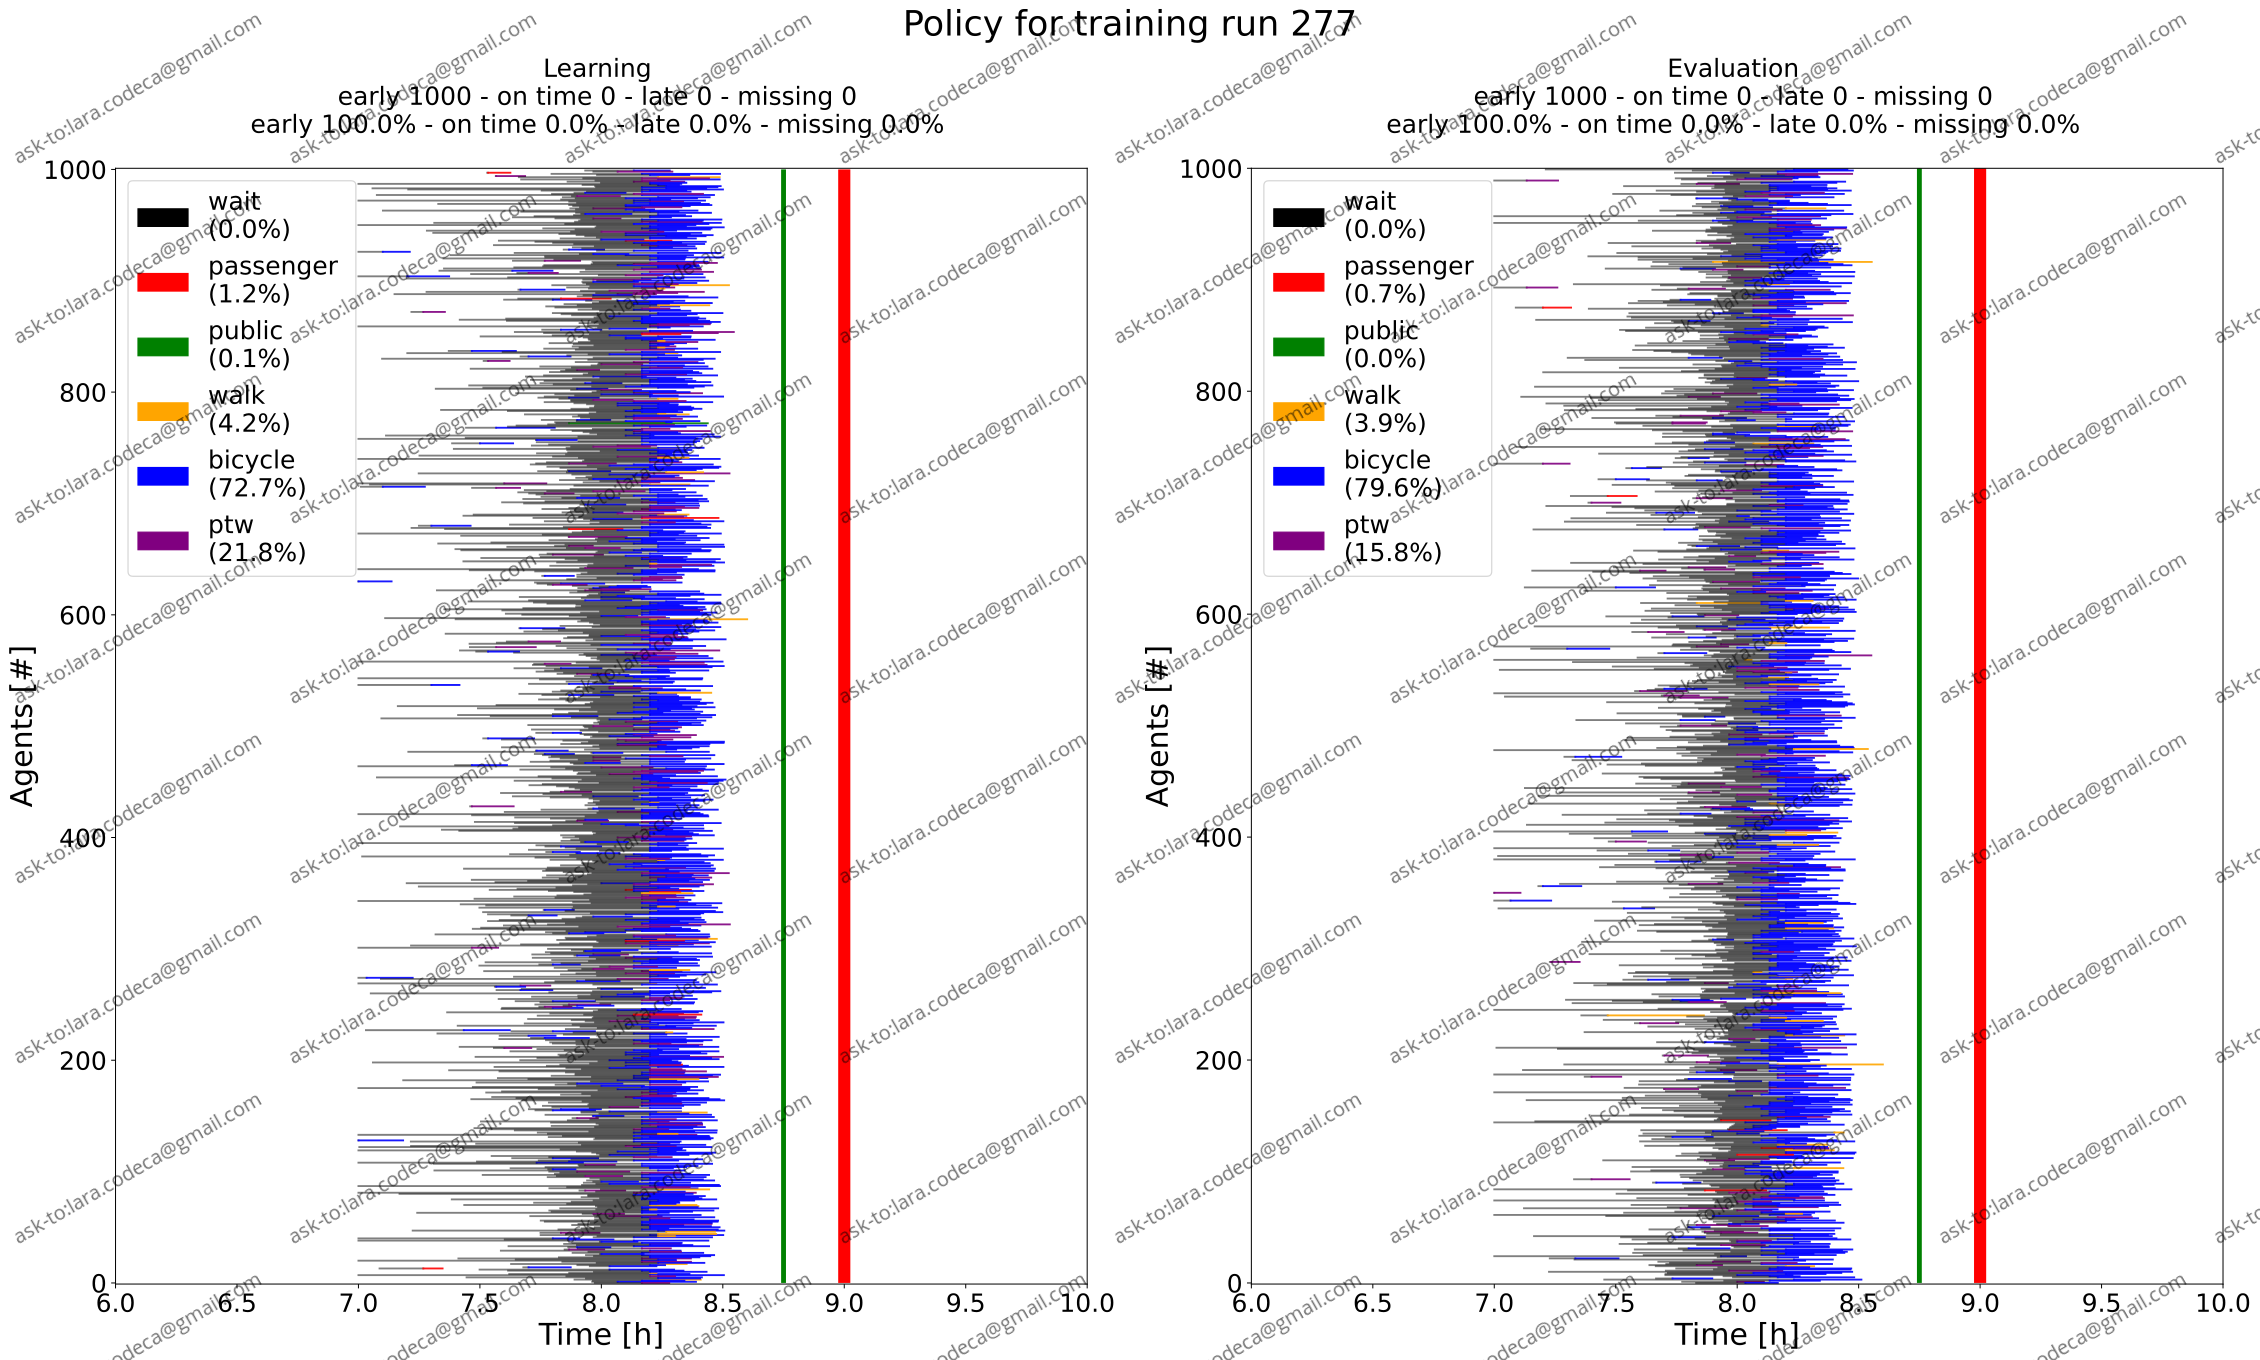 Policy for training run 277
Learning
early 1000 - on time 0 - late 0 - missing 0
early 100.0% - on time 0.0% - late 0.0% - missing 0.0%
1000
800
600
400
200
0
Agents [#]
wait
(0.0%)
passenger
(1.2%)
public
(0.1%)
walk
(4.2%)
bicycle
(72.7%)
ptw
(21.8%)
6.0 6.5 7.0 7.5 8.0 8.5 9.0 9.5 10.0
Time [h]
Evaluation
early 1000 - on time 0 - late 0 - missing 0
early 100.0% - on time 0.0% - late 0.0% - missing 0.0%
1000
800
600
400
200
0
Agents [#]
wait
(0.0%)
passenger
(0.7%)
public
(0.0%)
walk
(3.9%)
bicycle
(79.6%)
ptw
(15.8%)
6.0 6.5 7.0 7.5 8.0 8.5 9.0 9.5 10.0
Time [h]
ask-to:lara.codeca@gmail.com